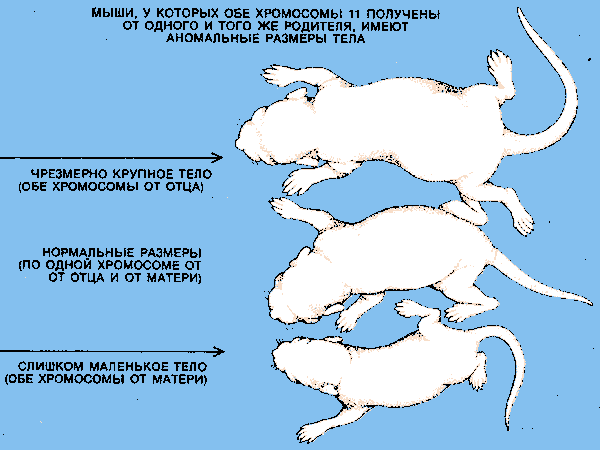 МЫШИ, У КОТОРЫХ ОБЕ ХРОМОСОМЫ 11 ПОЛУЧЕНЫ
ОТ ОДНОГО И ТОГО ЖЕ РОДИТЕЛЯ, ИМЕЮТ
АНОМАЛЬНЫЕ РАЗМЕРЫ ТЕЛА
ЧРЕЗМЕРНО КРУПНОЕ ТЕЛО
(ОБЕ ХРОМОСОМЫ ОТ ОТЦА)
НОРМАЛЬНЫЕ РАЗМЕРЫ
(ПО ОДНОЙ ХРОМОСОМЕ ОТ
ОТ ОТЦА И ОТ МАТЕРИ)
СЛИШКОМ МАЛЕНЬКОЕ ТЕЛО
(ОБЕ ХРОМОСОМЫ ОТ МАТЕРИ)